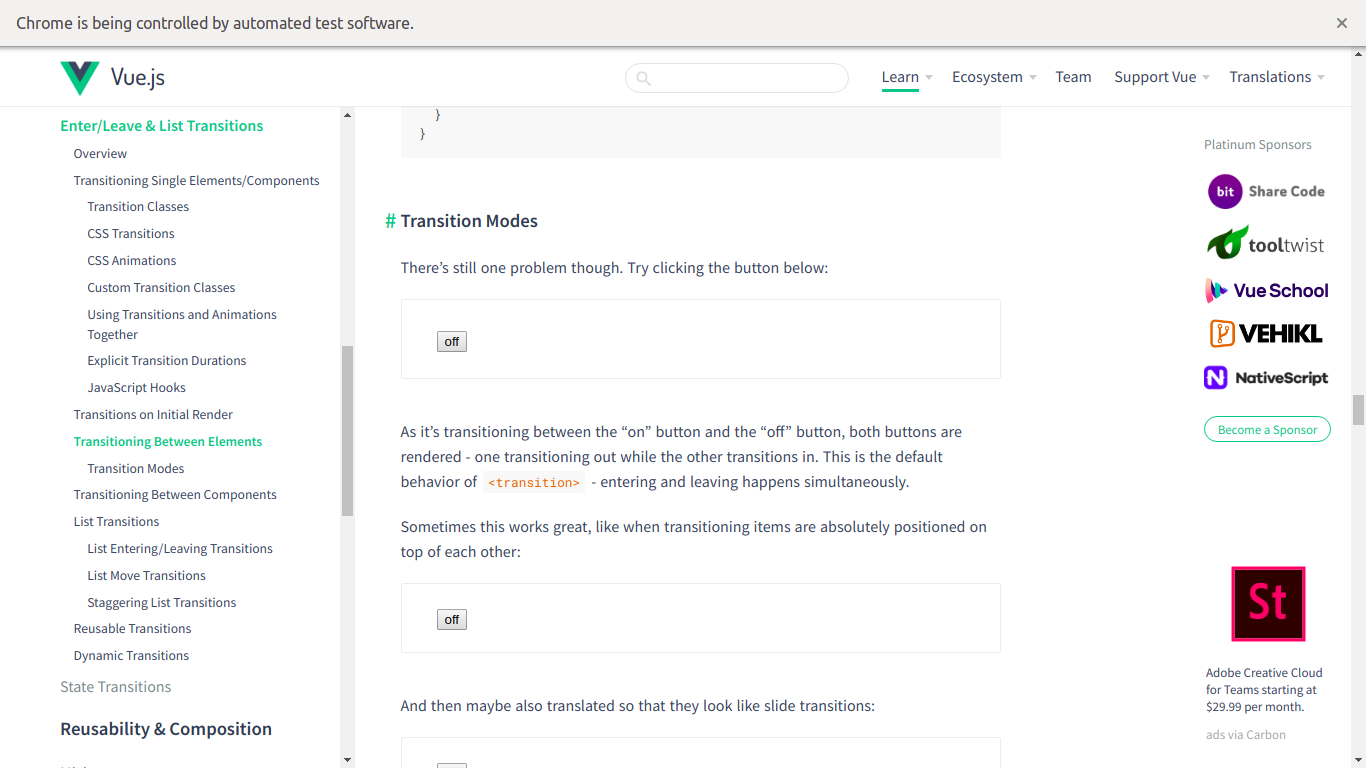 Chrome is being controlled by automated test software.
Vue.js
Learn
Ecosystem
Team
Support Vue
Translations
Enter/Leave & List Transitions
Overview
Transitioning Single Elements/Components
Transition Classes
CSS Transitions
CSS Animations
Custom Transition Classes
Using Transitions and Animations
Together
Explicit Transition Durations
JavaScript Hooks
Transitions on Initial Render
Transitioning Between Elements
Transition Modes
Transitioning Between Components
List Transitions
List Entering/Leaving Transitions
List Move Transitions
Staggering List Transitions
Reusable Transitions
Dynamic Transitions
State Transitions
Reusability & Composition
}
}
# Transition Modes
There’s still one problem though. Try clicking the button below:
off
As it’s transitioning between the “on” button and the “off” button, both buttons are
rendered - one transitioning out while the other transitions in. This is the default
behavior of <transition> - entering and leaving happens simultaneously.
Sometimes this works great, like when transitioning items are absolutely positioned on
top of each other:
off
And then maybe also translated so that they look like slide transitions:
Platinum Sponsors
bit Share Code
tooltwist
Vue School
VEHIKL
NativeScript
Become a Sponsor
St
Adobe Creative Cloud
for Teams starting at
$29.99 per month.
ads via Carbon